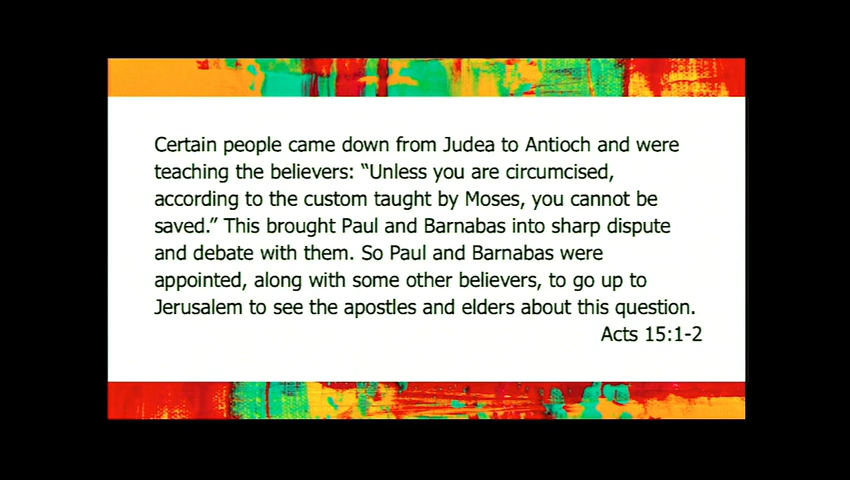 Certain people came down from Judea to Antioch and were
teaching the believers: “Unless you are circumcised,
according to the custom taught by Moses, you cannot be
saved.” This brought Paul and Barnabas into sharp dispute
and debate with them. So Paul and Barnabas were
appointed, along with some other believers, to go up to
Jerusalem to see the apostles and elders about this question.
Acts 15:1-2